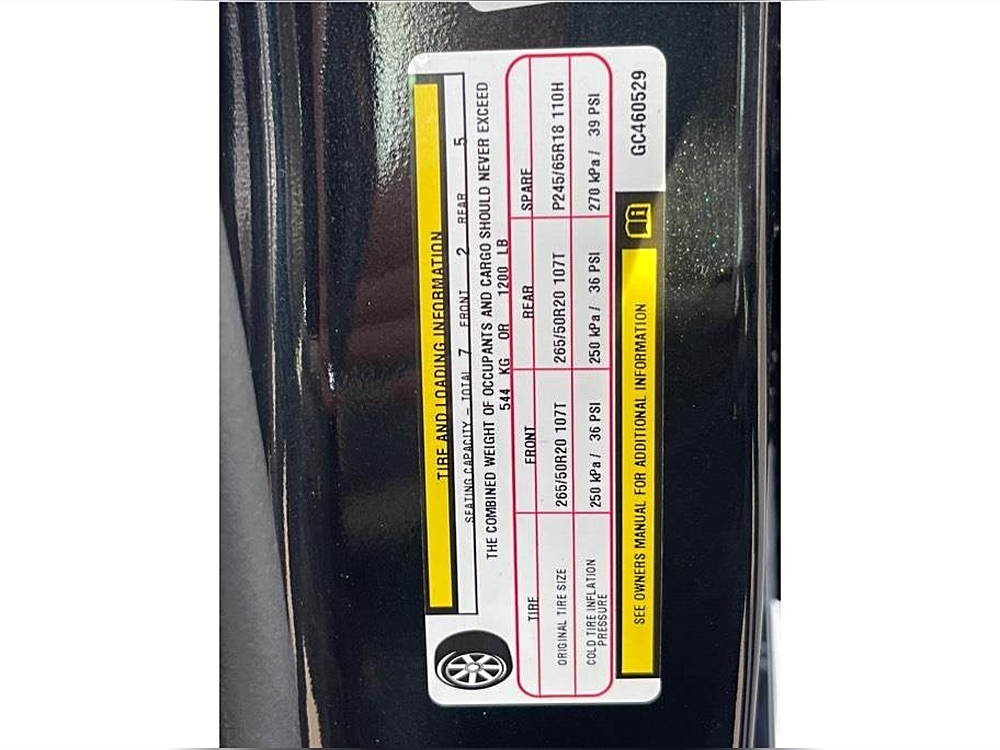 TIRE AND LOADING INFORMATION
SEATING CAPACITY – TOTAL 7 FRONT 2 REAR 5
THE COMBINED WEIGHT OF OCCUPANTS AND CARGO SHOULD NEVER EXCEED
544 KG OR 1200 LB
TIRE FRONT REAR SPARE
ORIGINAL TIRE SIZE 265/50R20 107T 265/50R20 107T P245/65R18 110H
COLD TIRE INFLATION
PRESSURE
250 kPa / 36 PSI 250 kPa / 36 PSI 270 kPa / 39 PSI
SEE OWNERS MANUAL FOR ADDITIONAL INFORMATION
GC460529